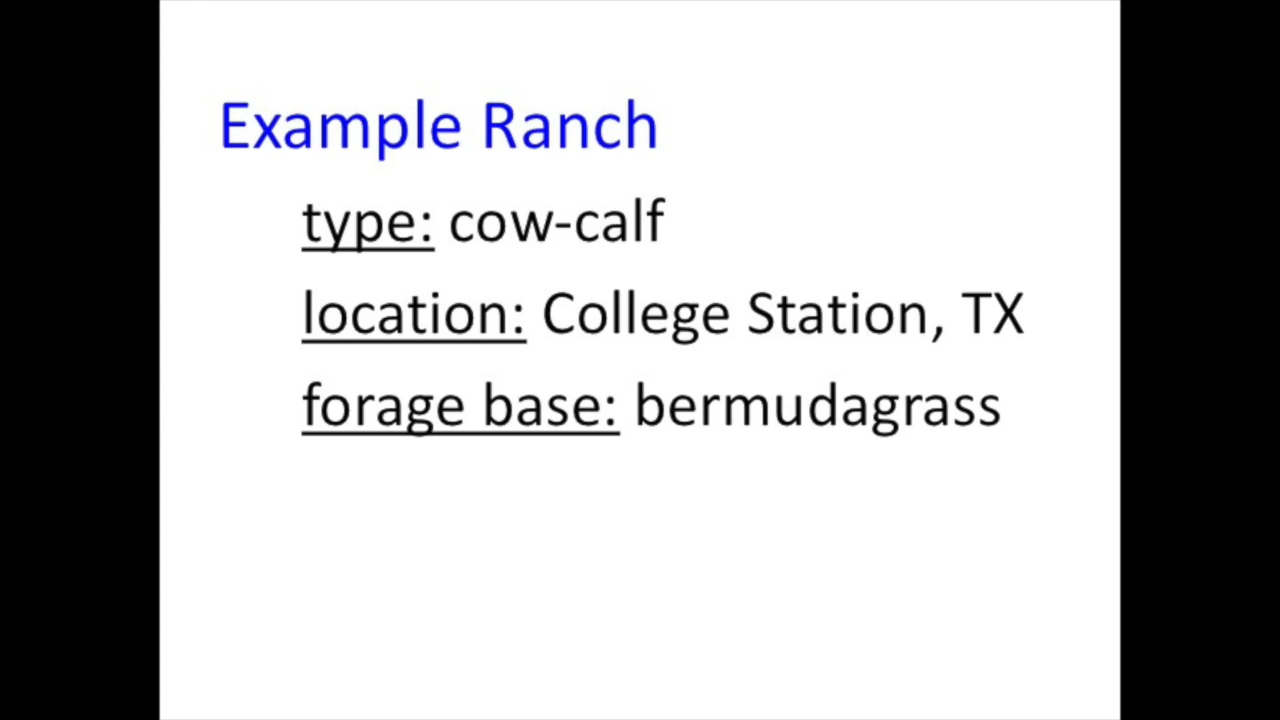 Example Ranch
type: cow-calf
location: College Station, TX
forage base: bermudagrass